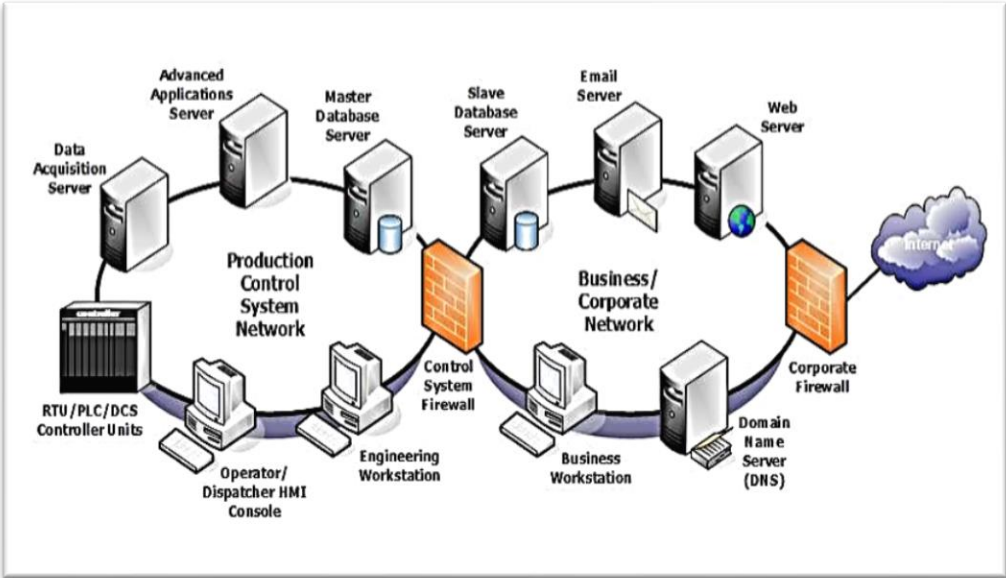 Advanced
Applications
Server
Master
Database
Server
Slave
Database
Server
Email
Server
Web
Server
Data
Acquisition
Server
Internet
Production
Control
System
Network
Business/
Corporate
Network
controller
Control
System
Firewall
Corporate
Firewall
RTU/PLC/DCS
Controller Units
Operator/
Dispatcher HMI
Console
Engineering
Workstation
Business
Workstation
Domain
Name
Server
(DNS)